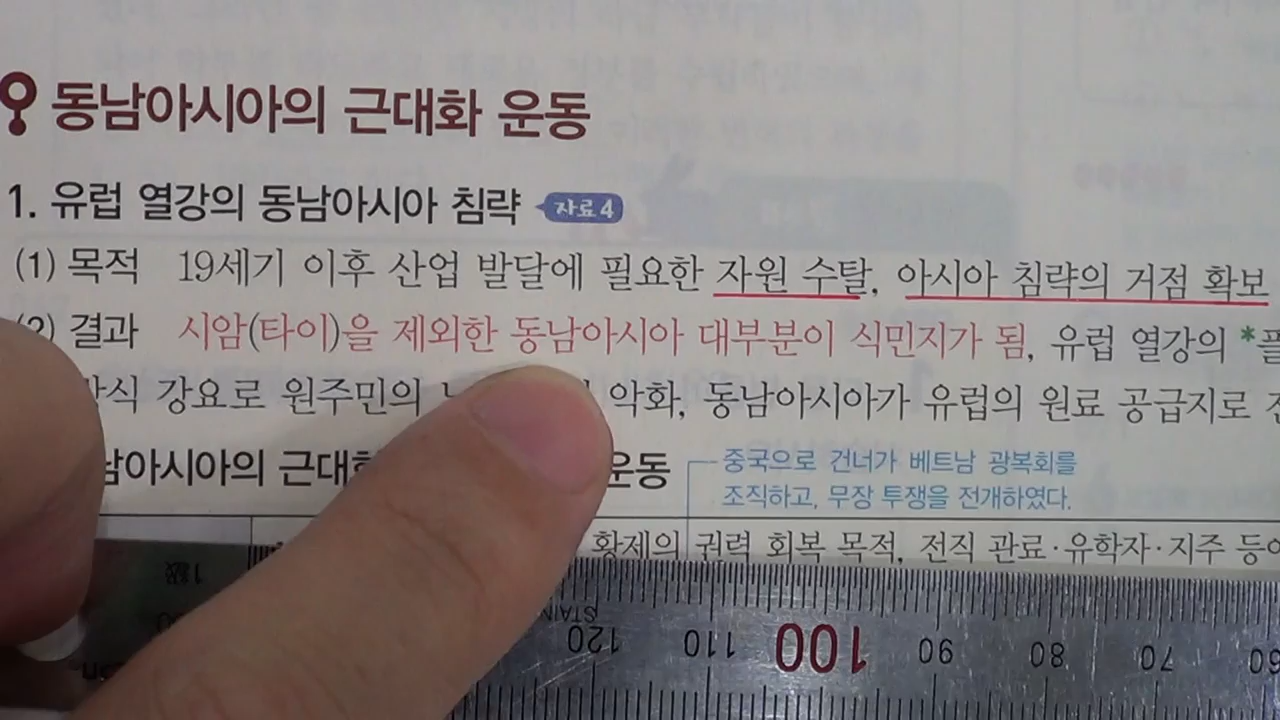 동남아시아의 근대화 운동
1. 유럽 열강의 동남아시아 침략 자료 4
(1) 목적 19세기 이후 산업 발달에 필요한 자원 수탈, 아시아 침략의 거점 확보
(2) 결과 시암(타이)을 제외한 동남아시아 대부분이 식민지가 됨, 유럽 열강의 *플
강요로 원주민의 악화, 동남아시아가 유럽의 원료 공급지로
남아시아의 운동
중국으로 건너가 베트남 광복회를
조직하고, 무장 투쟁을 전개하였다.
황제의 권력 회복 목적, 전직 관료·유학자·지주 등이
1級
STAIN
120 110 100 90 80 70 60